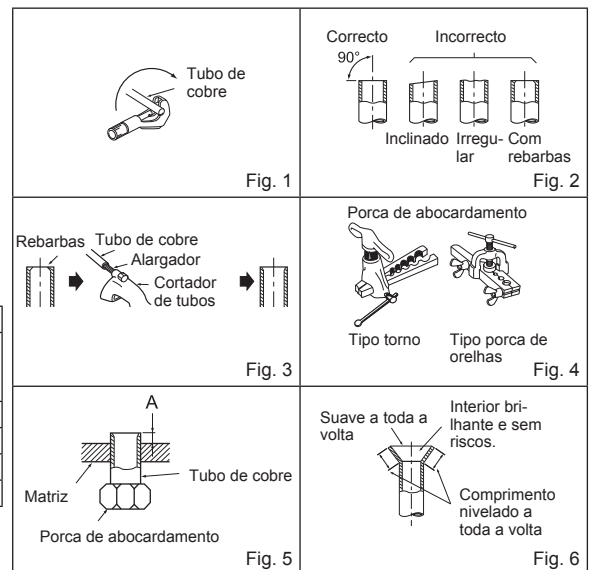 Tubo de
cobre
Fig. 1
Correcto
Incorrecto
90°
Inclinado
Irregu-
lar
Com
rebarbas
Fig. 2
Rebarbas
Tubo de cobre
Alargador
Cortador
de tubos
Fig. 3
Porca de abocardamento
Tipo torno
Tipo porca de
orelhas
Fig. 4
A
Tubo de cobre
Matriz
Porca de abocardamento
Fig. 5
Suave a toda a
volta
Interior bri-
lhante e sem
riscos.
Comprimento
nivelado a
toda a volta
Fig. 6